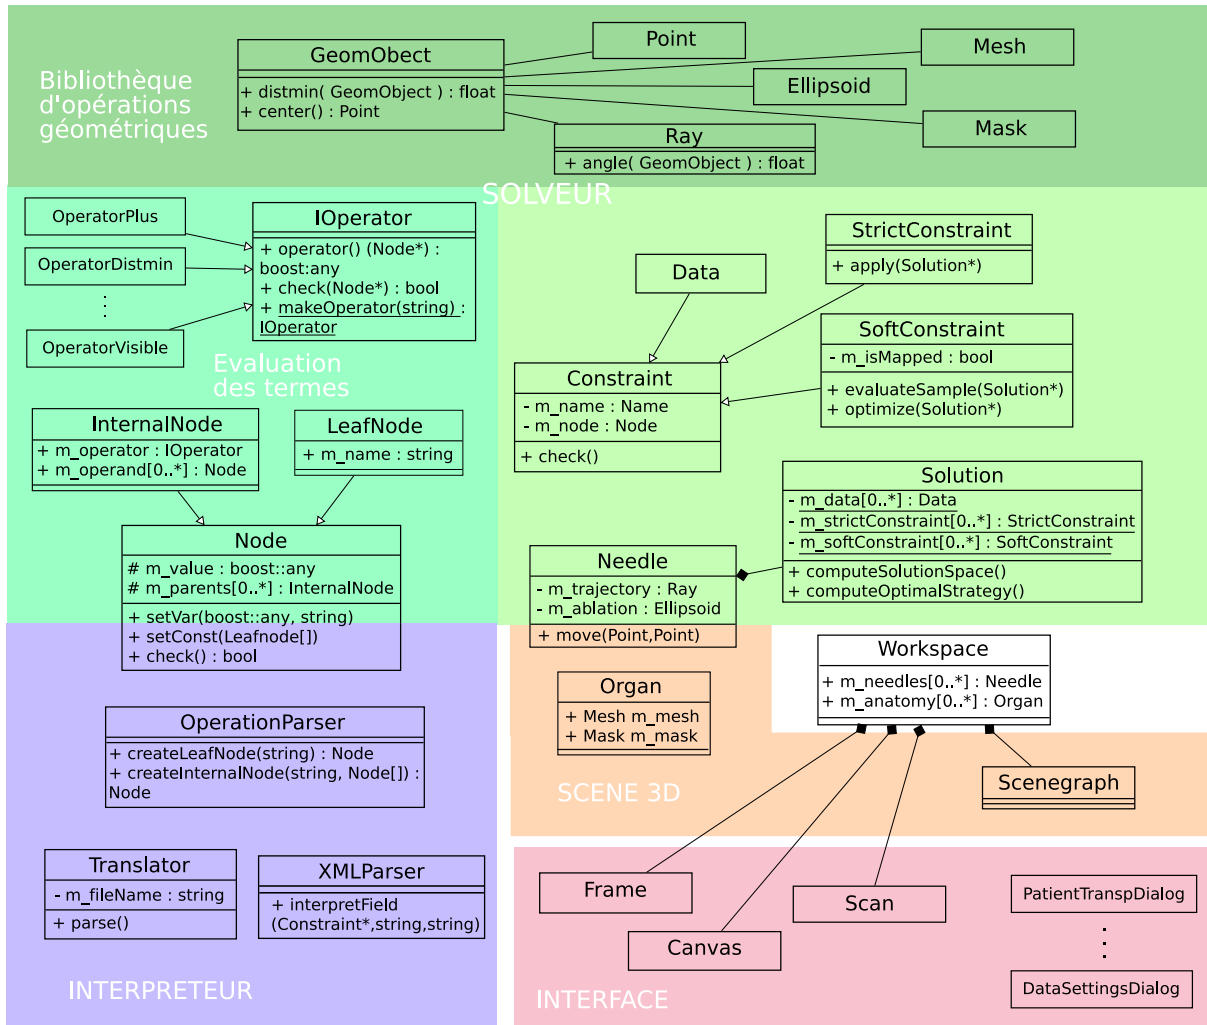 Bibliothèque
d'opérations
géométriques
GeomObect
+ distmin( GeomObject ) : float
+ center() : Point
Point
Mesh
Ellipsoid
Mask
Ray
+ angle( GeomObject ) : float
SOLVEUR
OperatorPlus
OperatorDistmin
OperatorVisible
IOperator
+ operator() (Node*) :
boost:any
+ check(Node*) : bool
+ makeOperator(string) :
IOperator
Evaluation
des termes
InternalNode
+ m_operator : IOperator
+ m_operand[0..*] : Node
LeafNode
+ m_name : string
Node
# m_value : boost::any
# m_parents[0..*] : InternalNode
+ setVar(boost::any, string)
+ setConst(Leafnode[])
+ check() : bool
StrictConstraint
+ apply(Solution*)
Data
SoftConstraint
- m_isMapped : bool
+ evaluateSample(Solution*)
+ optimize(Solution*)
Constraint
- m_name : Name
- m_node : Node
+ check()
Solution
- m_data[0..*] : Data
- m_strictConstraint[0..*] : StrictConstraint
- m_softConstraint[0..*] : SoftConstraint
+ computeSolutionSpace()
+ computeOptimalStrategy()
Needle
- m_trajectory : Ray
- m_ablation : Ellipsoid
+ move(Point,Point)
Workspace
+ m_needles[0..*] : Needle
+ m_anatomy[0..*] : Organ
Organ
+ Mesh m_mesh
+ Mask m_mask
SCENE 3D
Scenegraph
OperationParser
+ createLeafNode(string) : Node
+ createInternalNode(string, Node[]) :
Node
Translator
- m_fileName : string
+ parse()
XMLParser
+ interpretField
(Constraint*,string,string)
INTERPRETEUR
Frame
Canvas
Scan
PatientTranspDialog
DataSettingsDialog
INTERFACE